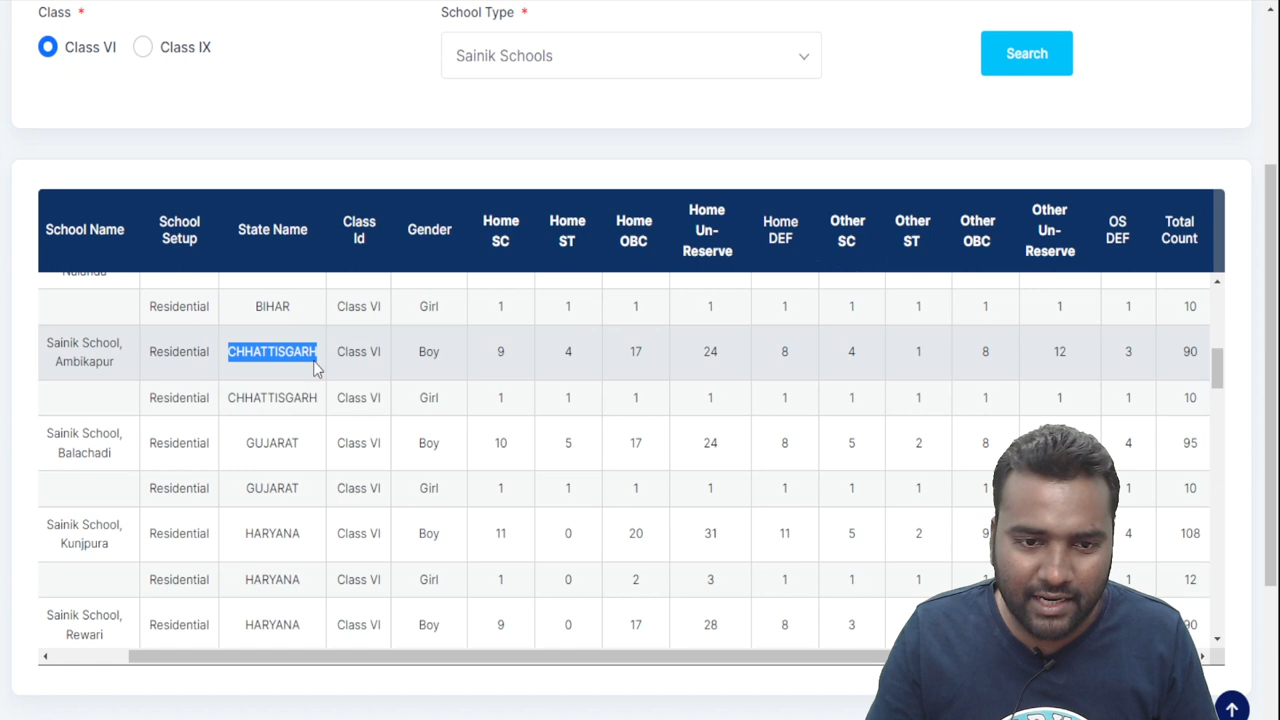 Class *
School Type *
Class VI
Class IX
Sainik Schools
Search
School Name
School Setup
State Name
Class Id
Gender
Home SC
Home ST
Home OBC
Home Un-Reserve
Home DEF
Other SC
Other ST
Other OBC
Other Un-Reserve
OS DEF
Total Count
Nalanda
Residential BIHAR Class VI Girl 1 1 1 1 1 1 1 1 1 1 10
Sainik School, Ambikapur Residential CHHATTISGARH Class VI Boy 9 4 17 24 8 4 1 8 12 3 90
Residential CHHATTISGARH Class VI Girl 1 1 1 1 1 1 1 1 1 1 10
Sainik School, Balachadi Residential GUJARAT Class VI Boy 10 5 17 24 8 5 2 8 4 95
Residential GUJARAT Class VI Girl 1 1 1 1 1 1 1 1 1 10
Sainik School, Kunjpura Residential HARYANA Class VI Boy 11 0 20 31 11 5 2 9 4 108
Residential HARYANA Class VI Girl 1 0 2 3 1 1 1 1 1 12
Sainik School, Rewari Residential HARYANA Class VI Boy 9 0 17 28 8 3